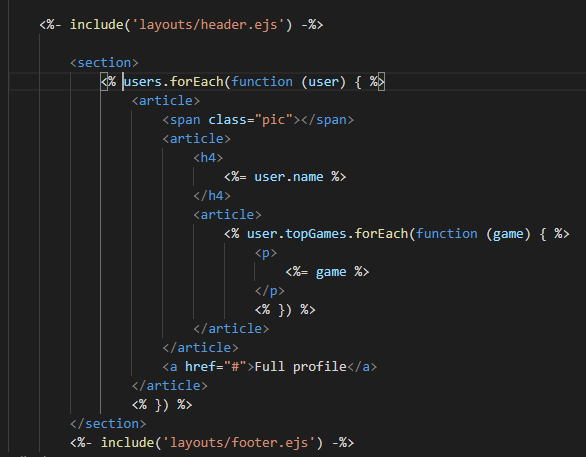 <%- include('layouts/header.ejs') -%>
<section>
<% users.forEach(function (user) { %>
<article>
<span class="pic"></span>
<article>
<h4>
<%= user.name %>
</h4>
<article>
<% user.topGames.forEach(function (game) { %>
<p>
<%= game %>
</p>
<% }) %>
</article>
</article>
<a href="#">Full profile</a>
</article>
<% }) %>
</section>
<%- include('layouts/footer.ejs') -%>